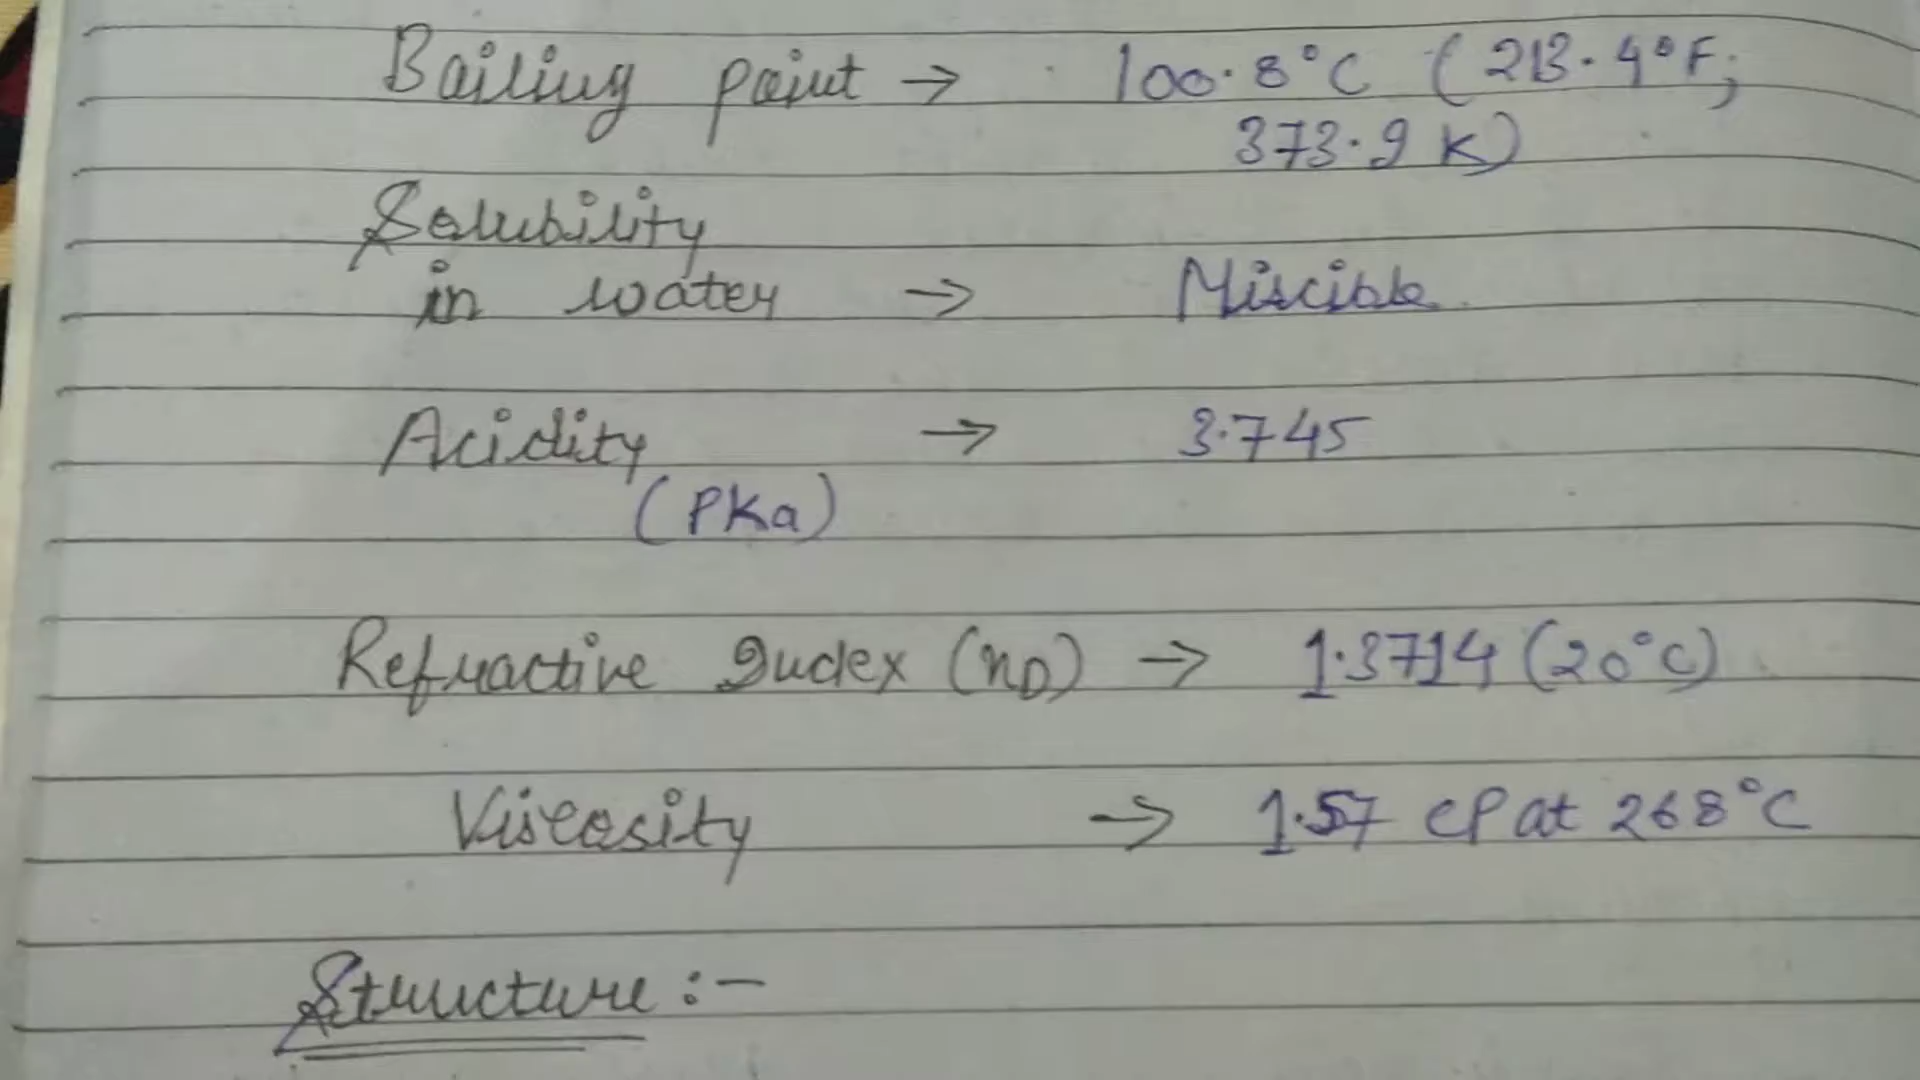 Boiling point → 100.8°C (213.4°F;
373.9 K)
Solubility
in water → Miscible
Acidity → 3.745
(PKa)
Refractive Index (nD) → 1.3714 (20°C)
Viscosity → 1.57 cP at 268°C
Structure :-